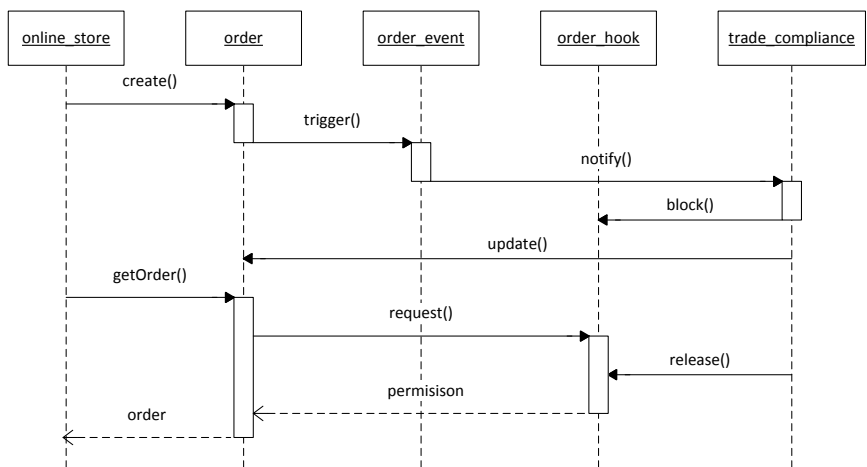 online_store
order
order_event
order_hook
trade_compliance
create()
trigger()
notify()
block()
update()
getOrder()
request()
release()
permisison
order